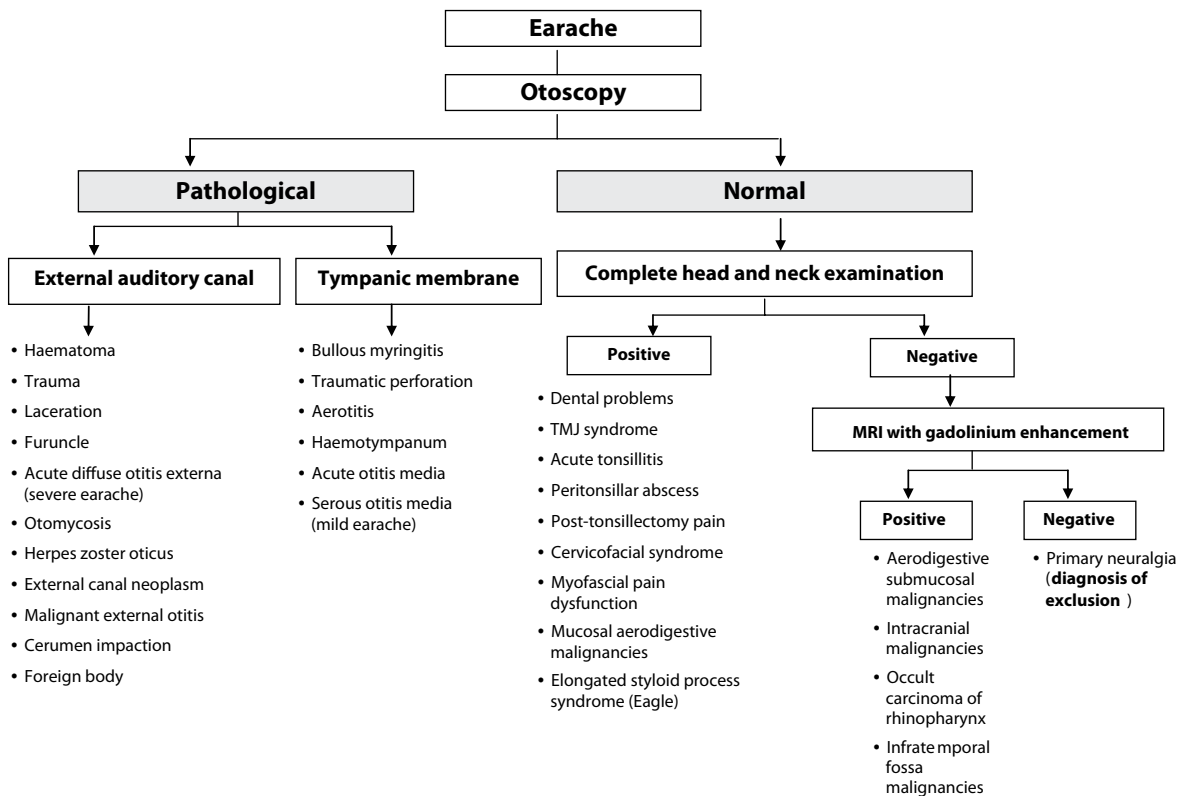 Earache
Otoscopy
Pathological
Normal
External auditory canal
Tympanic membrane
Complete head and neck examination
• Haematoma
• Trauma
• Laceration
• Furuncle
• Acute diffuse otitis externa
(severe earache)
• Otomycosis
• Herpes zoster oticus
• External canal neoplasm
• Malignant external otitis
• Cerumen impaction
• Foreign body
• Bullous myringitis
• Traumatic perforation
• Aerotitis
• Haemotympanum
• Acute otitis media
• Serous otitis media
(mild earache)
Positive
• Dental problems
• TMJ syndrome
• Acute tonsillitis
• Peritonsillar abscess
• Post-tonsillectomy pain
• Cervicofacial syndrome
• Myofascial pain
dysfunction
• Mucosal aerodigestive
malignancies
• Elongated styloid process
syndrome (Eagle)
Negative
MRI with gadolinium enhancement
Positive
• Aerodigestive
submucosal
malignancies
• Intracranial
malignancies
• Occult
carcinoma of
rhinopharynx
• Infrate mporal
fossa
malignancies
Negative
• Primary neuralgia
(diagnosis of
exclusion )